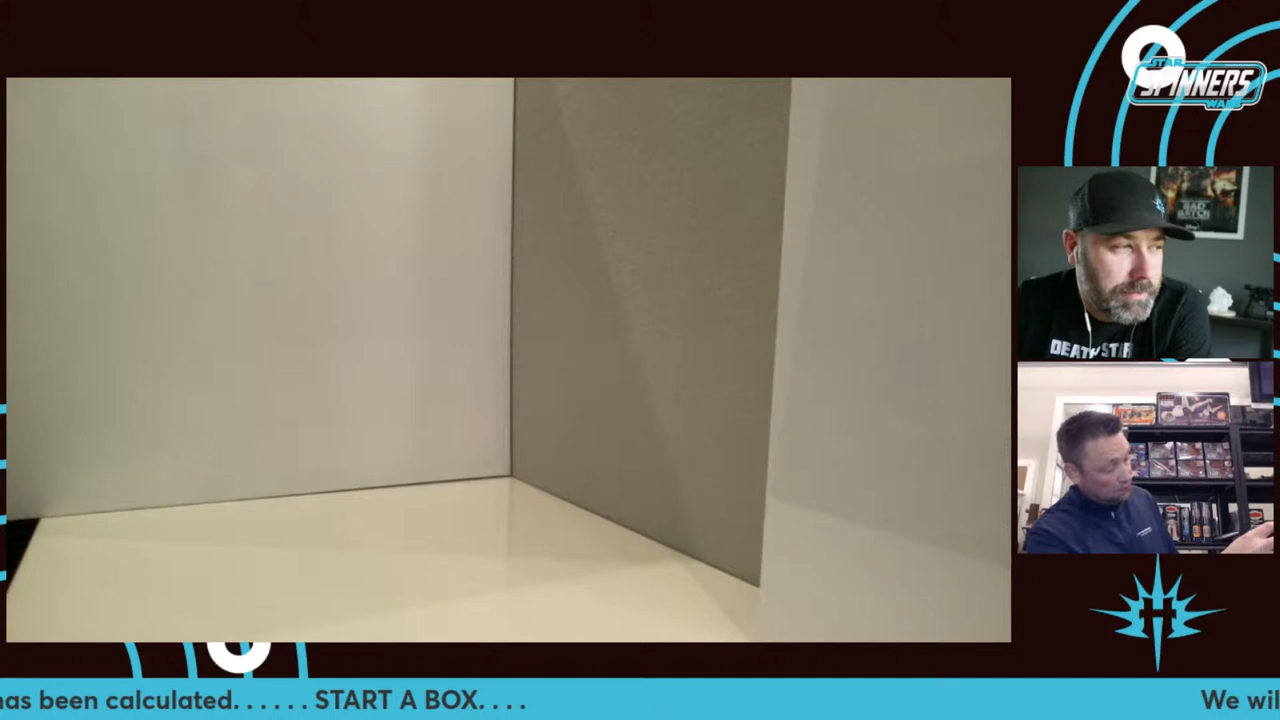 STAR
SPINNERS
WARS
BAD
BATCH
DEATH STAR
has been calculated. . . . . . START A BOX. . . .
We wil